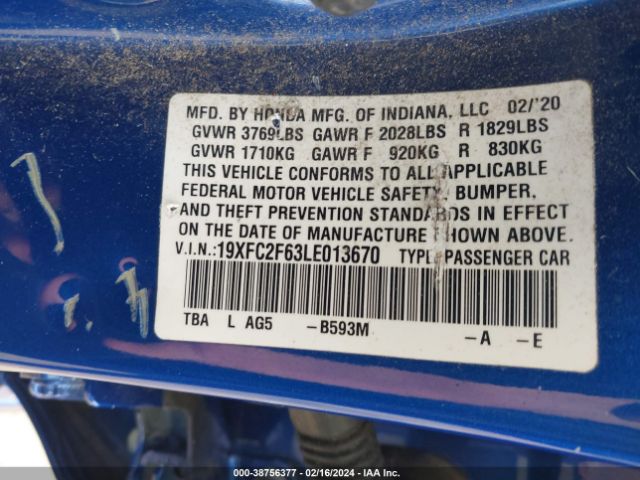 MFD. BY HONDA MFG. OF INDIANA, LLC 02/'20
GVWR 3769LBS GAWR F 2028LBS R 1829LBS
GVWR 1710KG GAWR F 920KG R 830KG
THIS VEHICLE CONFORMS TO ALL APPLICABLE
FEDERAL MOTOR VEHICLE SAFETY, BUMPER,
AND THEFT PREVENTION STANDARDS IN EFFECT
ON THE DATE OF MANUFACTURE SHOWN ABOVE.
V.I.N.:19XFC2F63LE013670 TYPE: PASSENGER CAR
TBA L AG5 -B593M -A -E
000-38756377 - 02/16/2024 - IAA Inc.